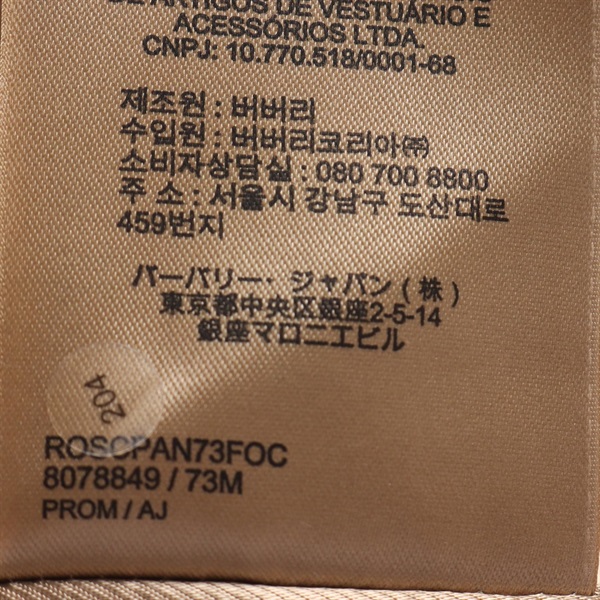 DE ARTIGOS DE VESTUÁRIO E
ACESSÓRIOS LTDA.
CNPJ: 10.770.518/0001-68
제조원 : 버버리
수입원 : 버버리코리아㈜
소비자상담실 : 080 700 8800
주 소 : 서울시 강남구 도산대로
459번지
バーバリー・ジャパン(株)
東京都中央区銀座2-5-14
銀座マロニエビル
204
ROSCPAN73FOC
8078849 / 73M
PROM / AJ